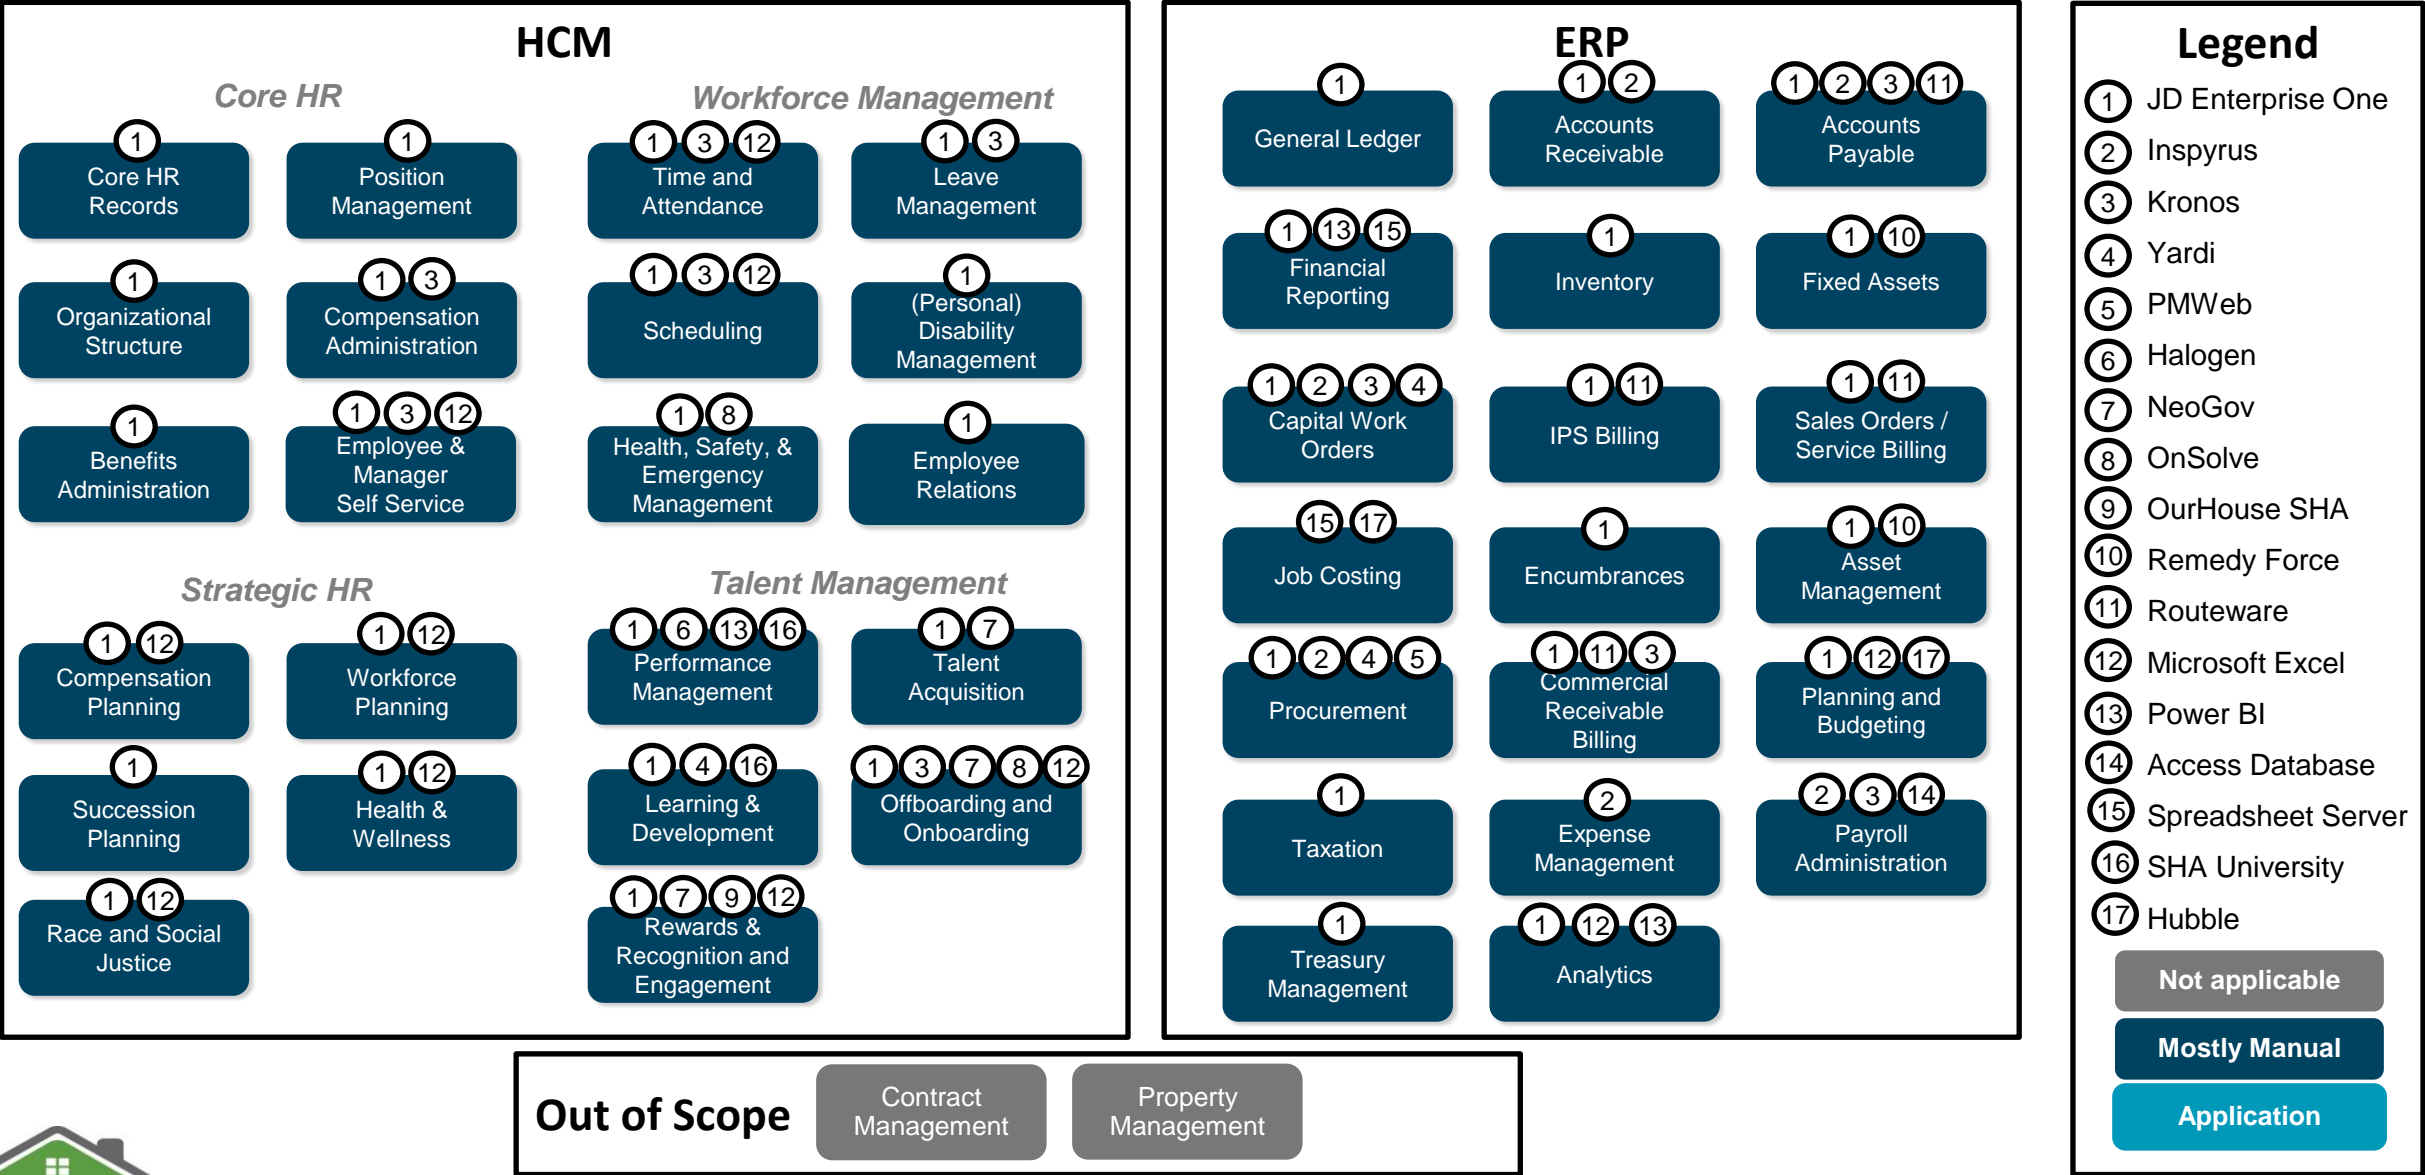 HCM
Core HR
1
Core HR
Records
1
Position
Management
1
Organizational
Structure
1 3
Compensation
Administration
1
Benefits
Administration
1 3 12
Employee &
Manager
Self Service
Workforce Management
1 3 12
Time and
Attendance
1 3
Leave
Management
1 3 12
Scheduling
1
(Personal)
Disability
Management
1 8
Health, Safety, &
Emergency
Management
1
Employee
Relations
Strategic HR
1 12
Compensation
Planning
1 12
Workforce
Planning
1
Succession
Planning
1 12
Health &
Wellness
1 12
Race and Social
Justice
Talent Management
1 6 13 16
Performance
Management
1 7
Talent
Acquisition
1 4 16
Learning &
Development
1 3 7 8 12
Offboarding and
Onboarding
1 7 9 12
Rewards &
Recognition and
Engagement
ERP
1
General Ledger
1 2
Accounts
Receivable
1 2 3 11
Accounts
Payable
1 13 15
Financial
Reporting
1
Inventory
1 10
Fixed Assets
1 2 3 4
Capital Work
Orders
1 11
IPS Billing
1 11
Sales Orders /
Service Billing
15 17
Job Costing
1
Encumbrances
1 10
Asset
Management
1 2 4 5
Procurement
1 11 3
Commercial
Receivable
Billing
1 12 17
Planning and
Budgeting
1
Taxation
2
Expense
Management
2 3 14
Payroll
Administration
1
Treasury
Management
1 12 13
Analytics
Legend
1 JD Enterprise One
2 Inspyrus
3 Kronos
4 Yardi
5 PMWeb
6 Halogen
7 NeoGov
8 OnSolve
9 OurHouse SHA
10 Remedy Force
11 Routeware
12 Microsoft Excel
13 Power BI
14 Access Database
15 Spreadsheet Server
16 SHA University
17 Hubble
Not applicable
Mostly Manual
Application
Out of Scope
Contract
Management
Property
Management